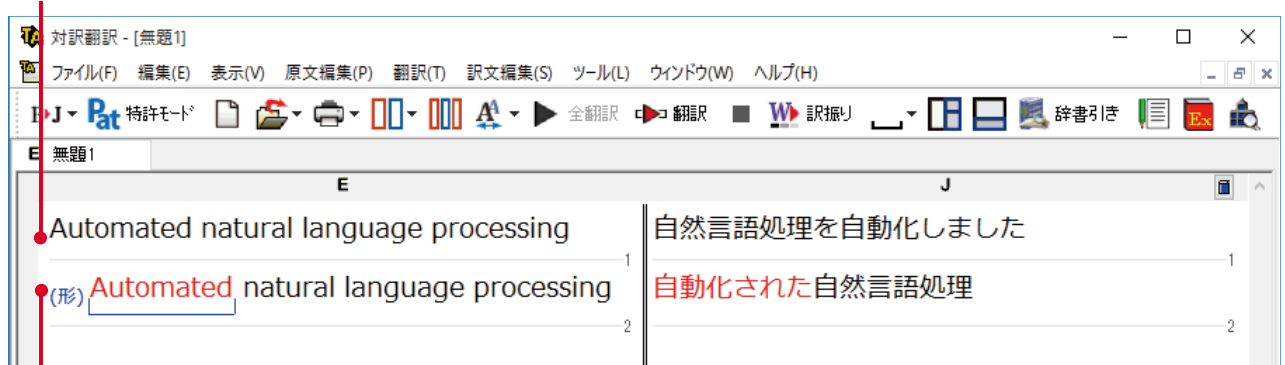 対訳翻訳 - [無題1]
ファイル(F) 編集(E) 表示(V) 原文編集(P) 翻訳(T) 訳文編集(S) ツール(L) ウィンドウ(W) ヘルプ(H)
Pat 特許モード 全翻訳 翻訳 W 訳振り 辞書引き Ex
E 無題1
E J
Automated natural language processing 自然言語処理を自動化しました
1 1
(形) Automated natural language processing 自動化された自然言語処理
2 2